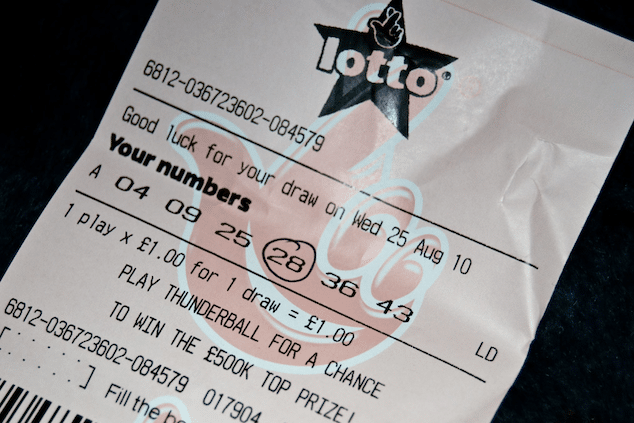 lotto®
6812-036723602-084579
Good luck for your draw on Wed 25 Aug 10
Your numbers
A 04 09 25 28 36 43 LD
1 play x £1.00 for 1 draw = £1.00
PLAY THUNDERBALL FOR A CHANCE
TO WIN THE £500K TOP PRIZE!
6812-036723602-084579 017904
Fill the